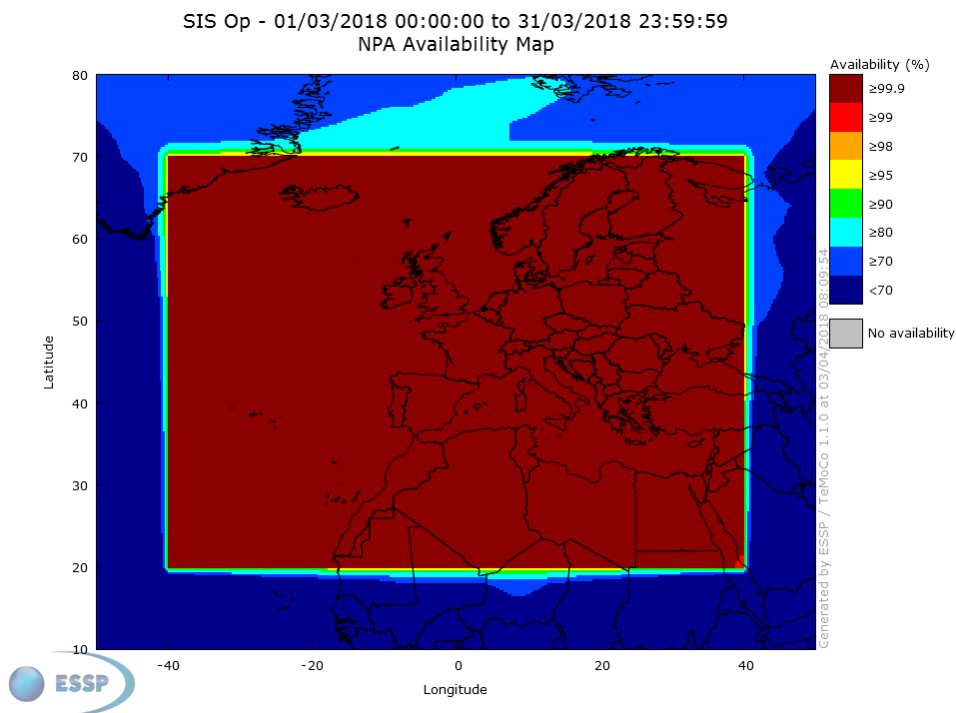 SIS Op - 01/03/2018 00:00:00 to 31/03/2018 23:59:59
NPA Availability Map
Availability (%)
≥99.9
≥99
≥98
≥95
≥90
≥80
≥70
<70
No availability
80
70
60
50
40
30
20
10
Latitude
-40
-20
0
20
40
Longitude
Generated by ESSP / TeMoCo 1.1.0 at 03/04/2018 08:09:54
ESSP